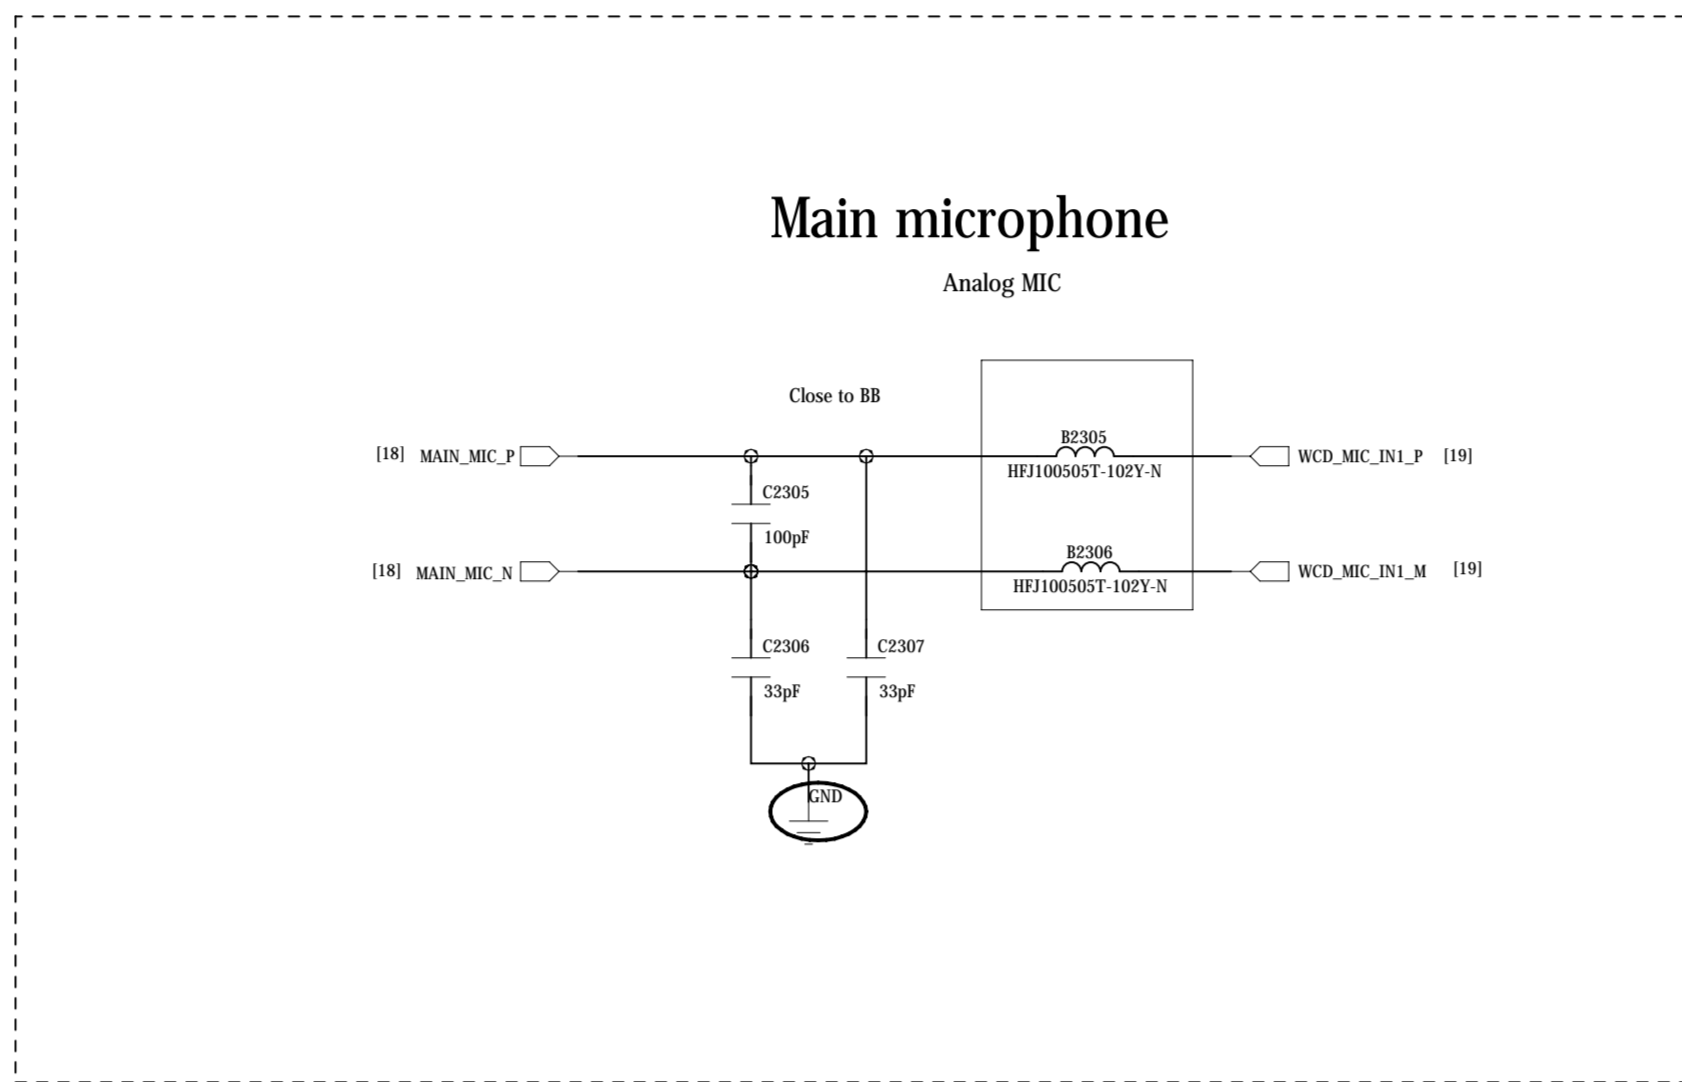 Main microphone
Analog MIC
Close to BB
B2305
[18] MAIN_MIC_P WCD_MIC_IN1_P [19]
HFJ100505T-102Y-N
C2305
100pF
B2306
[18] MAIN_MIC_N WCD_MIC_IN1_M [19]
HFJ100505T-102Y-N
C2306 C2307
33pF 33pF
GND